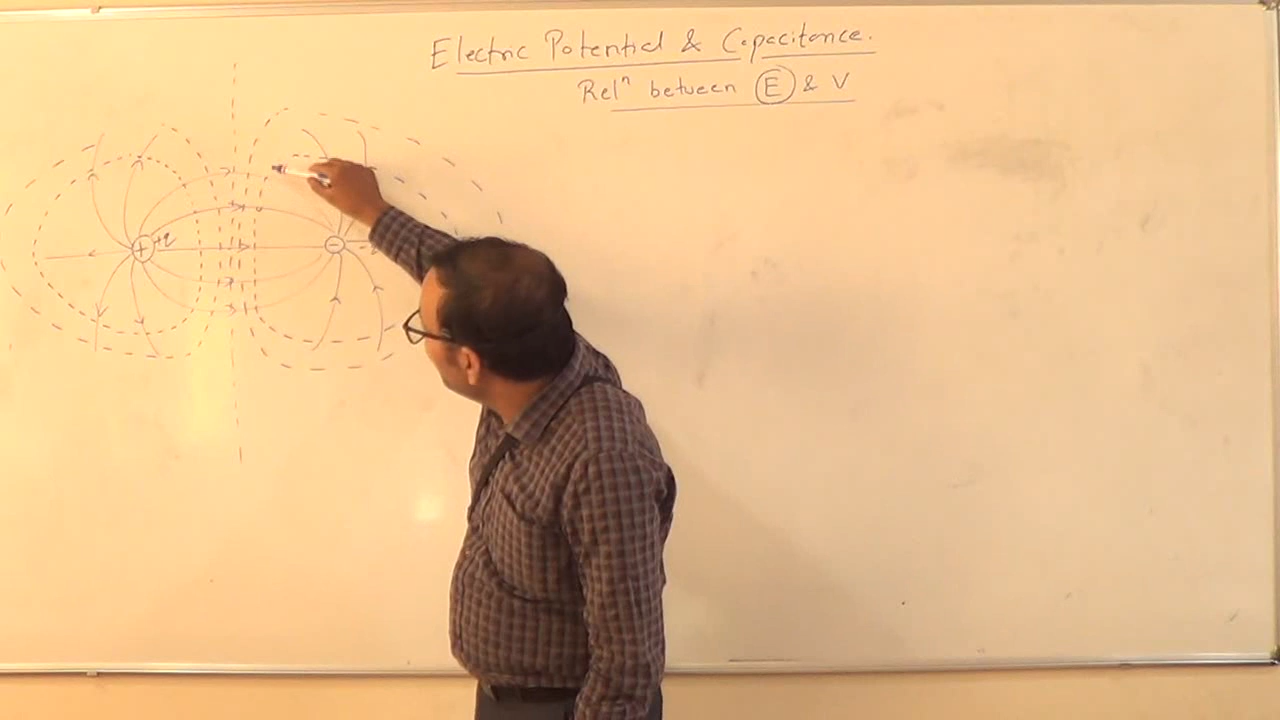 Electric Potential & Capacitance.
Relⁿ between E & V
+ +q −